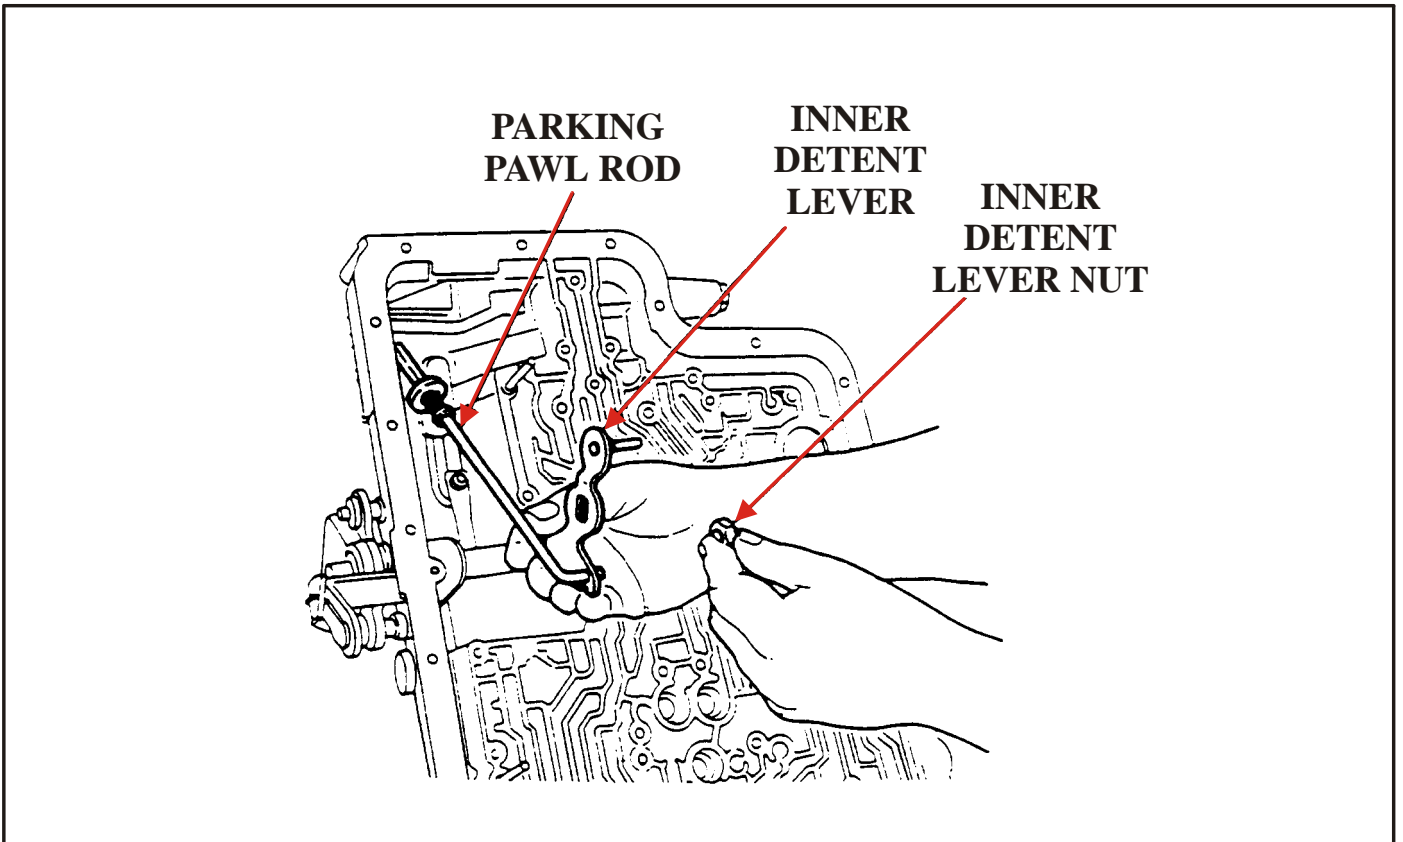 PARKING
PAWL ROD
INNER
DETENT
LEVER
INNER
DETENT
LEVER NUT